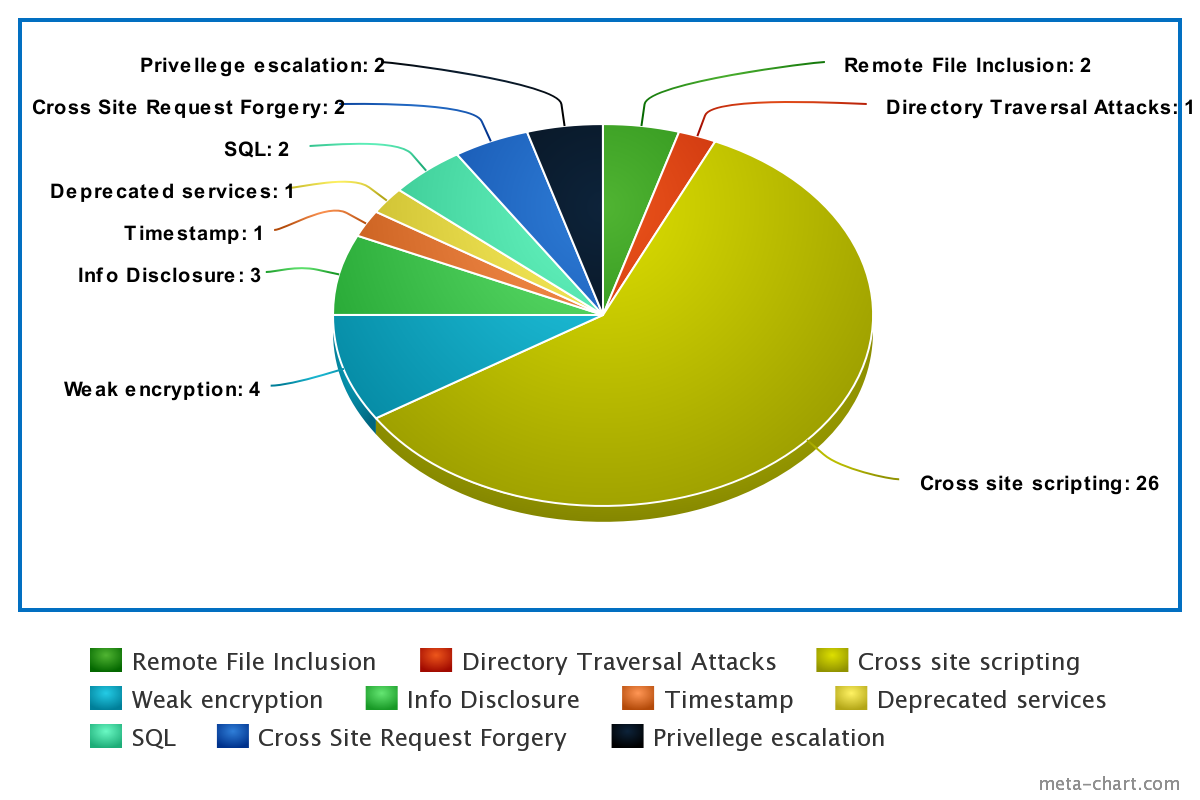 Privellege escalation: 2
Remote File Inclusion: 2
Cross Site Request Forgery: 2
Directory Traversal Attacks: 1
SQL: 2
Deprecated services: 1
Timestamp: 1
Info Disclosure: 3
Weak encryption: 4
Cross site scripting: 26
Remote File Inclusion Directory Traversal Attacks Cross site scripting
Weak encryption Info Disclosure Timestamp Deprecated services
SQL Cross Site Request Forgery Privellege escalation
meta-chart.com